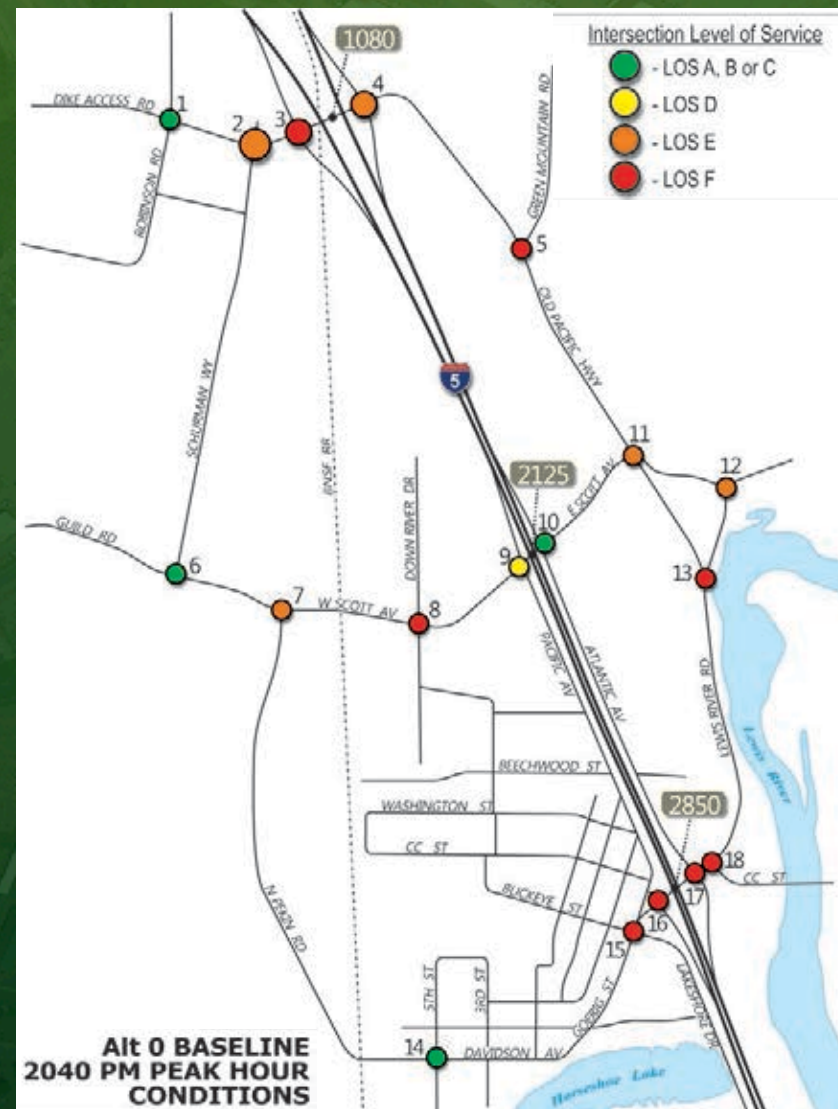 Intersection Level of Service
- LOS A, B or C
- LOS D
- LOS E
- LOS F
1080
4
1
3
2
DIKE ACCESS RD
ROBINSON RD
GREEN MOUNTAIN RD
5
OLD PACIFIC HWY
SCHURMAN WY
5
BNSF RR
11
12
2125
E SCOTT AV
10
DOWN RIVER DR
9
GUILD RD
6
13
7
W SCOTT AV
8
PACIFIC AV
ATLANTIC AV
LEWIS RIVER RD
Lewis River
BEECHWOOD ST
2850
WASHINGTON ST
CC ST
18
CC ST
17
BUCKEYE ST
16
15
N PEKIN RD
LAKESHORE DR
5TH ST
3RD ST
GOERIG ST
14
DAVIDSON AV
Horseshoe Lake
Alt 0 BASELINE
2040 PM PEAK HOUR
CONDITIONS